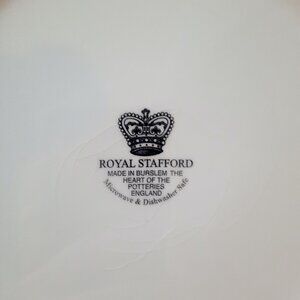 ROYAL STAFFORD
MADE IN BURSLEM THE
HEART OF THE
POTTERIES
ENGLAND
Microwave & Dishwasher Safe